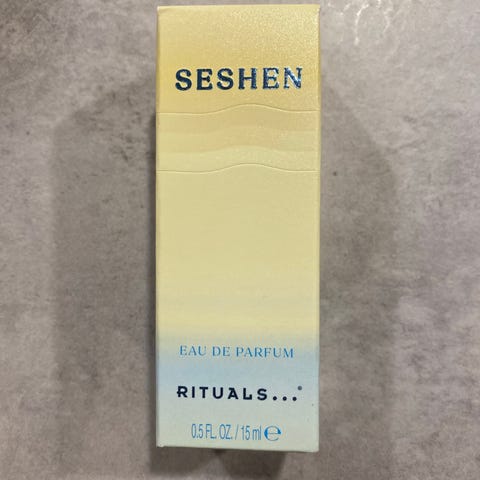 SESHEN
EAU DE PARFUM
RITUALS...®
0.5 FL. OZ. / 15 ml ℮